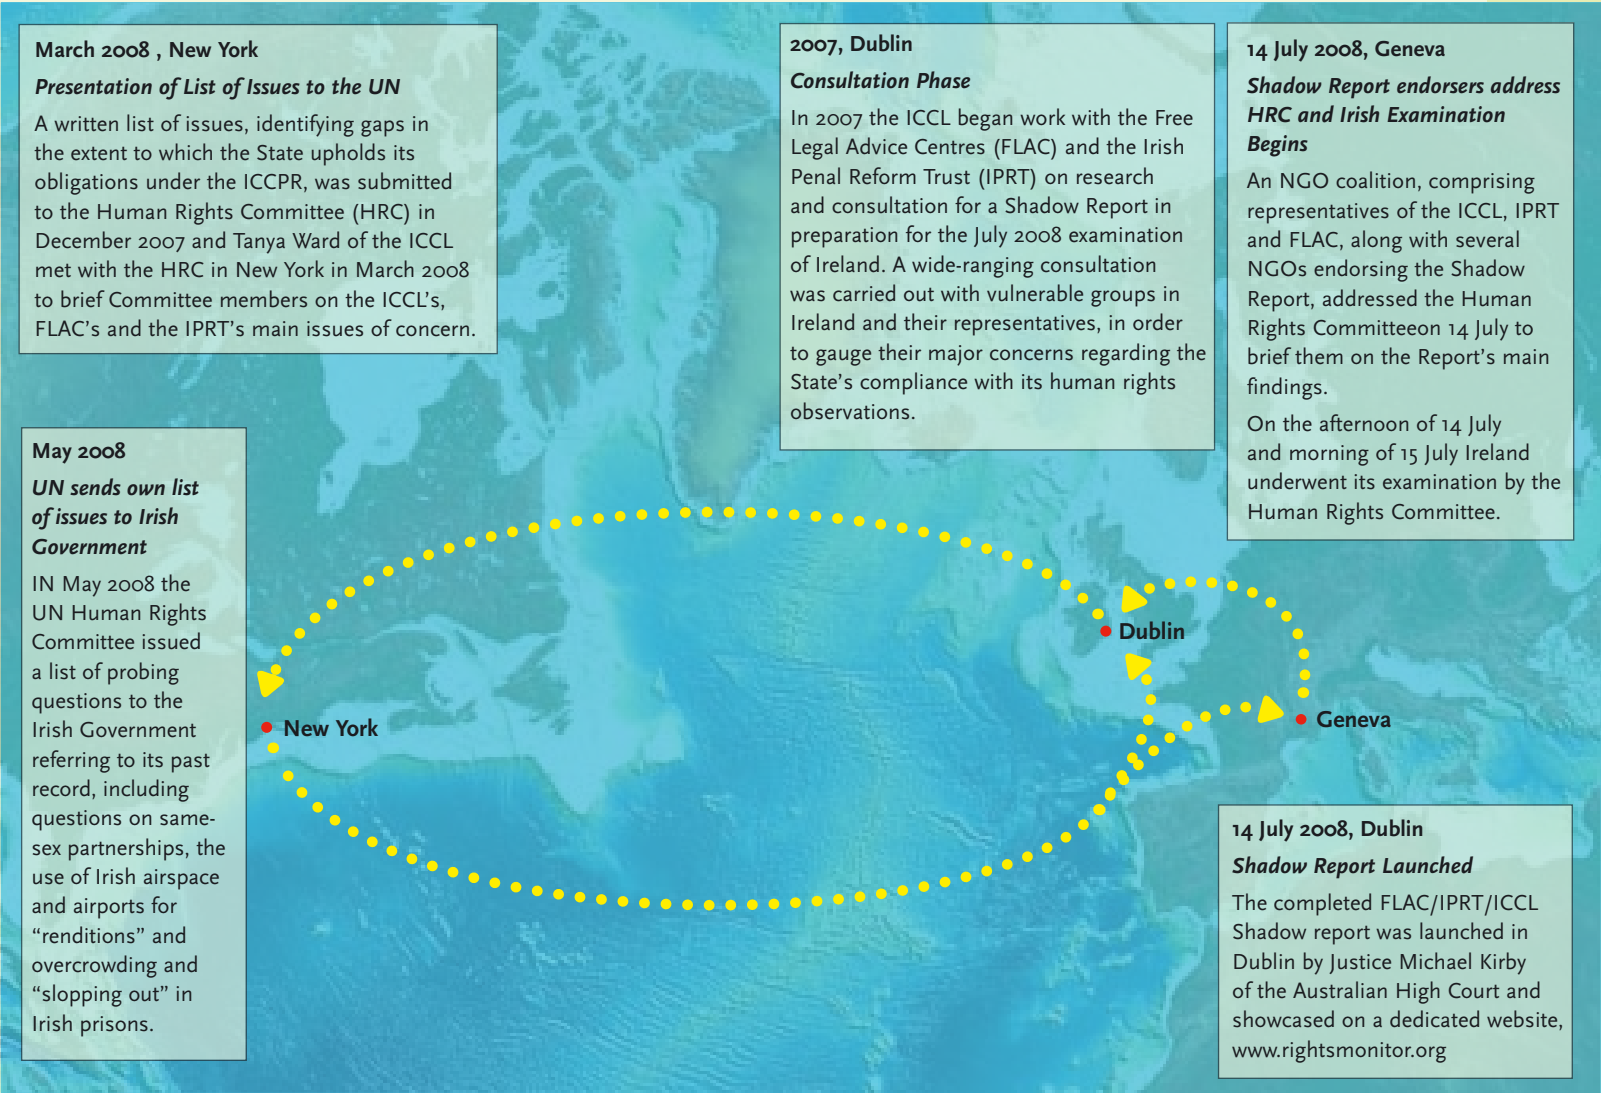 March 2008 , New York
Presentation of List of Issues to the UN
A written list of issues, identifying gaps in
the extent to which the State upholds its
obligations under the ICCPR, was submitted
to the Human Rights Committee (HRC) in
December 2007 and Tanya Ward of the ICCL
met with the HRC in New York in March 2008
to brief Committee members on the ICCL's,
FLAC's and the IPRT's main issues of concern.
2007, Dublin
Consultation Phase
In 2007 the ICCL began work with the Free
Legal Advice Centres (FLAC) and the Irish
Penal Reform Trust (IPRT) on research
and consultation for a Shadow Report in
preparation for the July 2008 examination
of Ireland. A wide-ranging consultation
was carried out with vulnerable groups in
Ireland and their representatives, in order
to gauge their major concerns regarding the
State's compliance with its human rights
observations.
14 July 2008, Geneva
Shadow Report endorsers address
HRC and Irish Examination
Begins
An NGO coalition, comprising
representatives of the ICCL, IPRT
and FLAC, along with several
NGOs endorsing the Shadow
Report, addressed the Human
Rights Committeeon 14 July to
brief them on the Report's main
findings.
On the afternoon of 14 July
and morning of 15 July Ireland
underwent its examination by the
Human Rights Committee.
May 2008
UN sends own list
of issues to Irish
Government
IN May 2008 the
UN Human Rights
Committee issued
a list of probing
questions to the
Irish Government
referring to its past
record, including
questions on same-
sex partnerships, the
use of Irish airspace
and airports for
“renditions” and
overcrowding and
“slopping out” in
Irish prisons.
Dublin
New York
Geneva
14 July 2008, Dublin
Shadow Report Launched
The completed FLAC/IPRT/ICCL
Shadow report was launched in
Dublin by Justice Michael Kirby
of the Australian High Court and
showcased on a dedicated website,
www.rightsmonitor.org